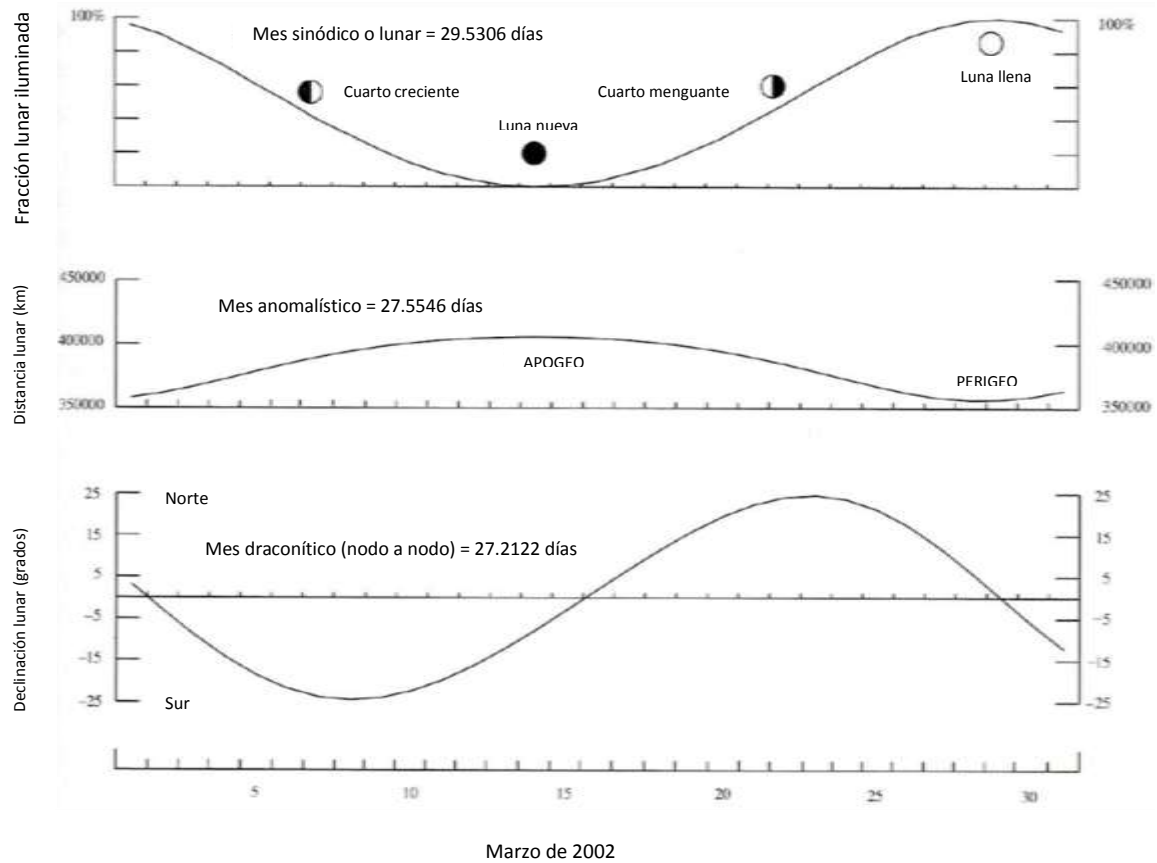 Fracción lunar iluminada
100%
100%
Mes sinódico o lunar = 29.5306 días
Cuarto creciente
Luna nueva
Cuarto menguante
Luna llena
Distancia lunar (km)
450000
400000
350000
450000
400000
350000
Mes anomalístico = 27.5546 días
APOGEO
PERIGEO
Declinación lunar (grados)
25
15
5
-5
-15
-25
25
15
5
-5
-15
-25
Norte
Mes draconítico (nodo a nodo) = 27.2122 días
Sur
5 10 15 20 25 30
Marzo de 2002